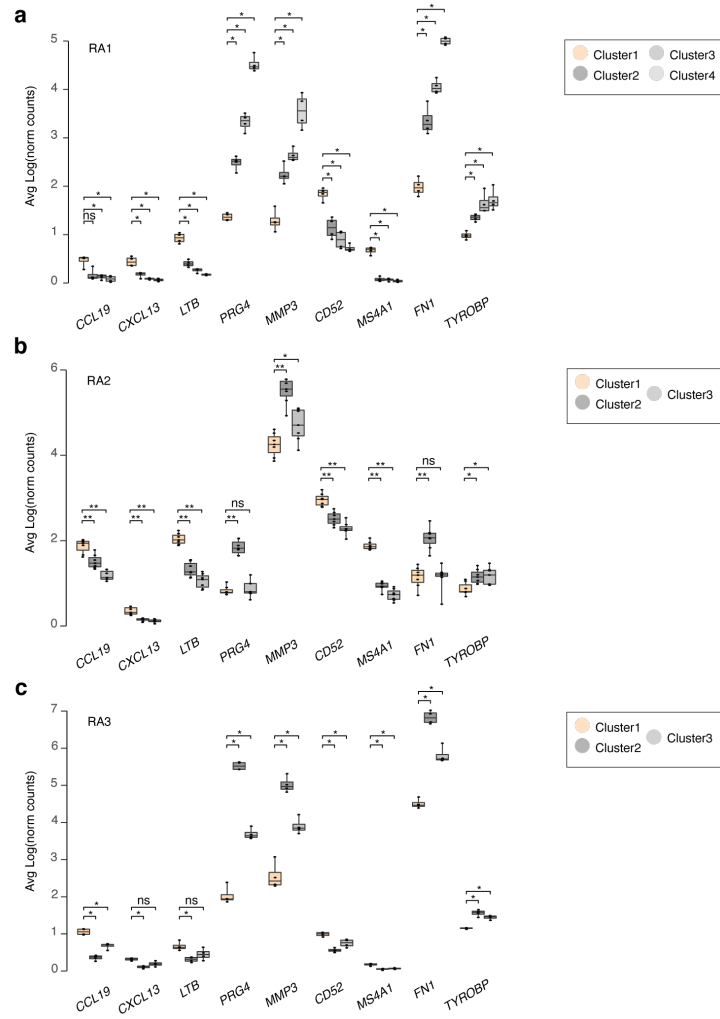 a
RA1
Avg Log(norm counts)
5
4
3
2
1
0
ns * *
* * *
* * *
* * *
* * *
* * *
* * *
* * *
* * *
CCL19 CXCL13 LTB PRG4 MMP3 CD52 MS4A1 FN1 TYROBP
Cluster1 Cluster3
Cluster2 Cluster4
b
RA2
Avg Log(norm counts)
6
4
2
0
** **
** **
** **
** ns
** *
** **
** **
** ns
* *
CCL19 CXCL13 LTB PRG4 MMP3 CD52 MS4A1 FN1 TYROBP
Cluster1
Cluster2
Cluster3
c
RA3
Avg Log(norm counts)
7
6
5
4
3
2
1
0
* *
* ns
* ns
* *
* *
* *
* *
* *
* *
CCL19 CXCL13 LTB PRG4 MMP3 CD52 MS4A1 FN1 TYROBP
Cluster1
Cluster2
Cluster3